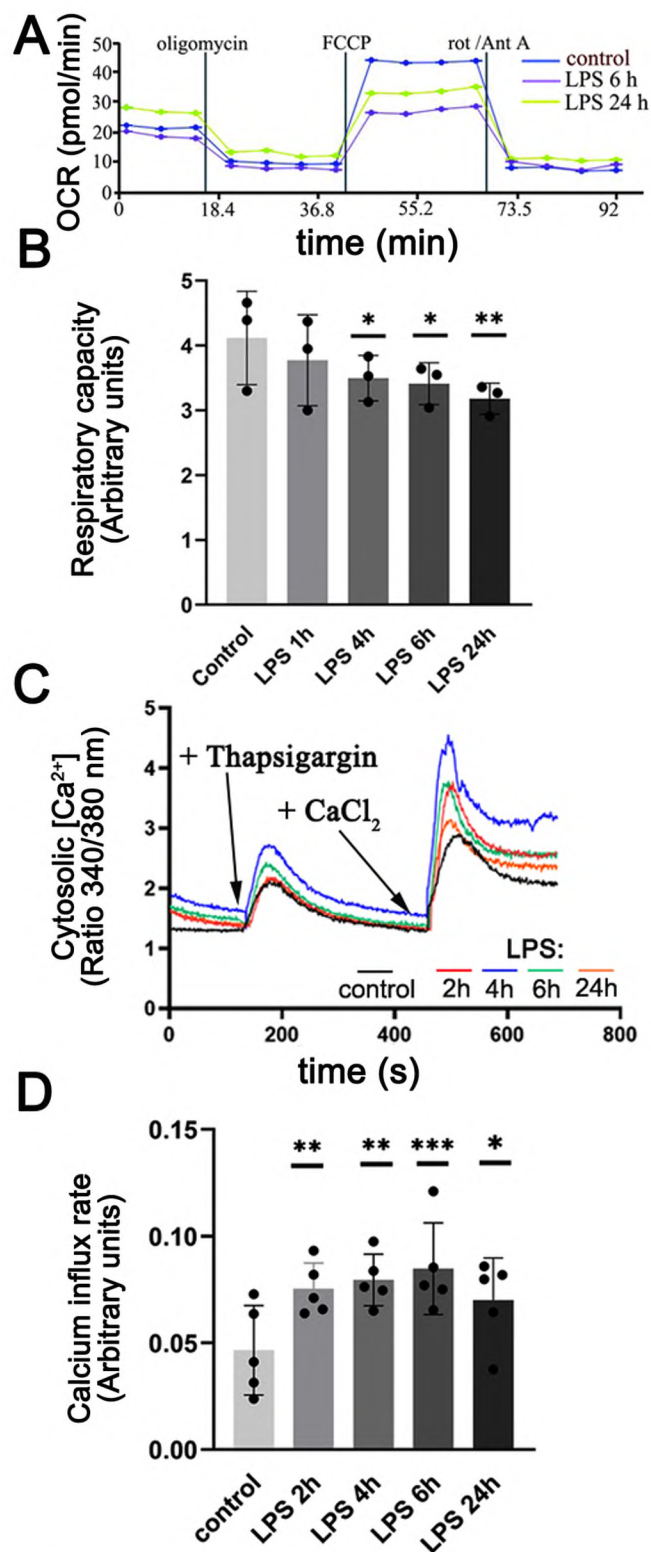 A
50
40
30
20
10
0
OCR (pmol/min)
oligomycin
FCCP
rot /Ant A
control
LPS 6 h
LPS 24 h
0
18.4
36.8
55.2
73.5
92
time (min)
B
5
4
3
2
1
0
Respiratory capacity
(Arbitrary units)
*
*
**
Control
LPS 1h
LPS 4h
LPS 6h
LPS 24h
C
5
4
3
2
1
0
Cytosolic [Ca²⁺]
(Ratio 340/380 nm)
+ Thapsigargin
+ CaCl₂
LPS:
control
2h
4h
6h
24h
0
200
400
600
800
time (s)
D
0.15
0.10
0.05
0.00
Calcium influx rate
(Arbitrary units)
**
**
***
*
control
LPS 2h
LPS 4h
LPS 6h
LPS 24h